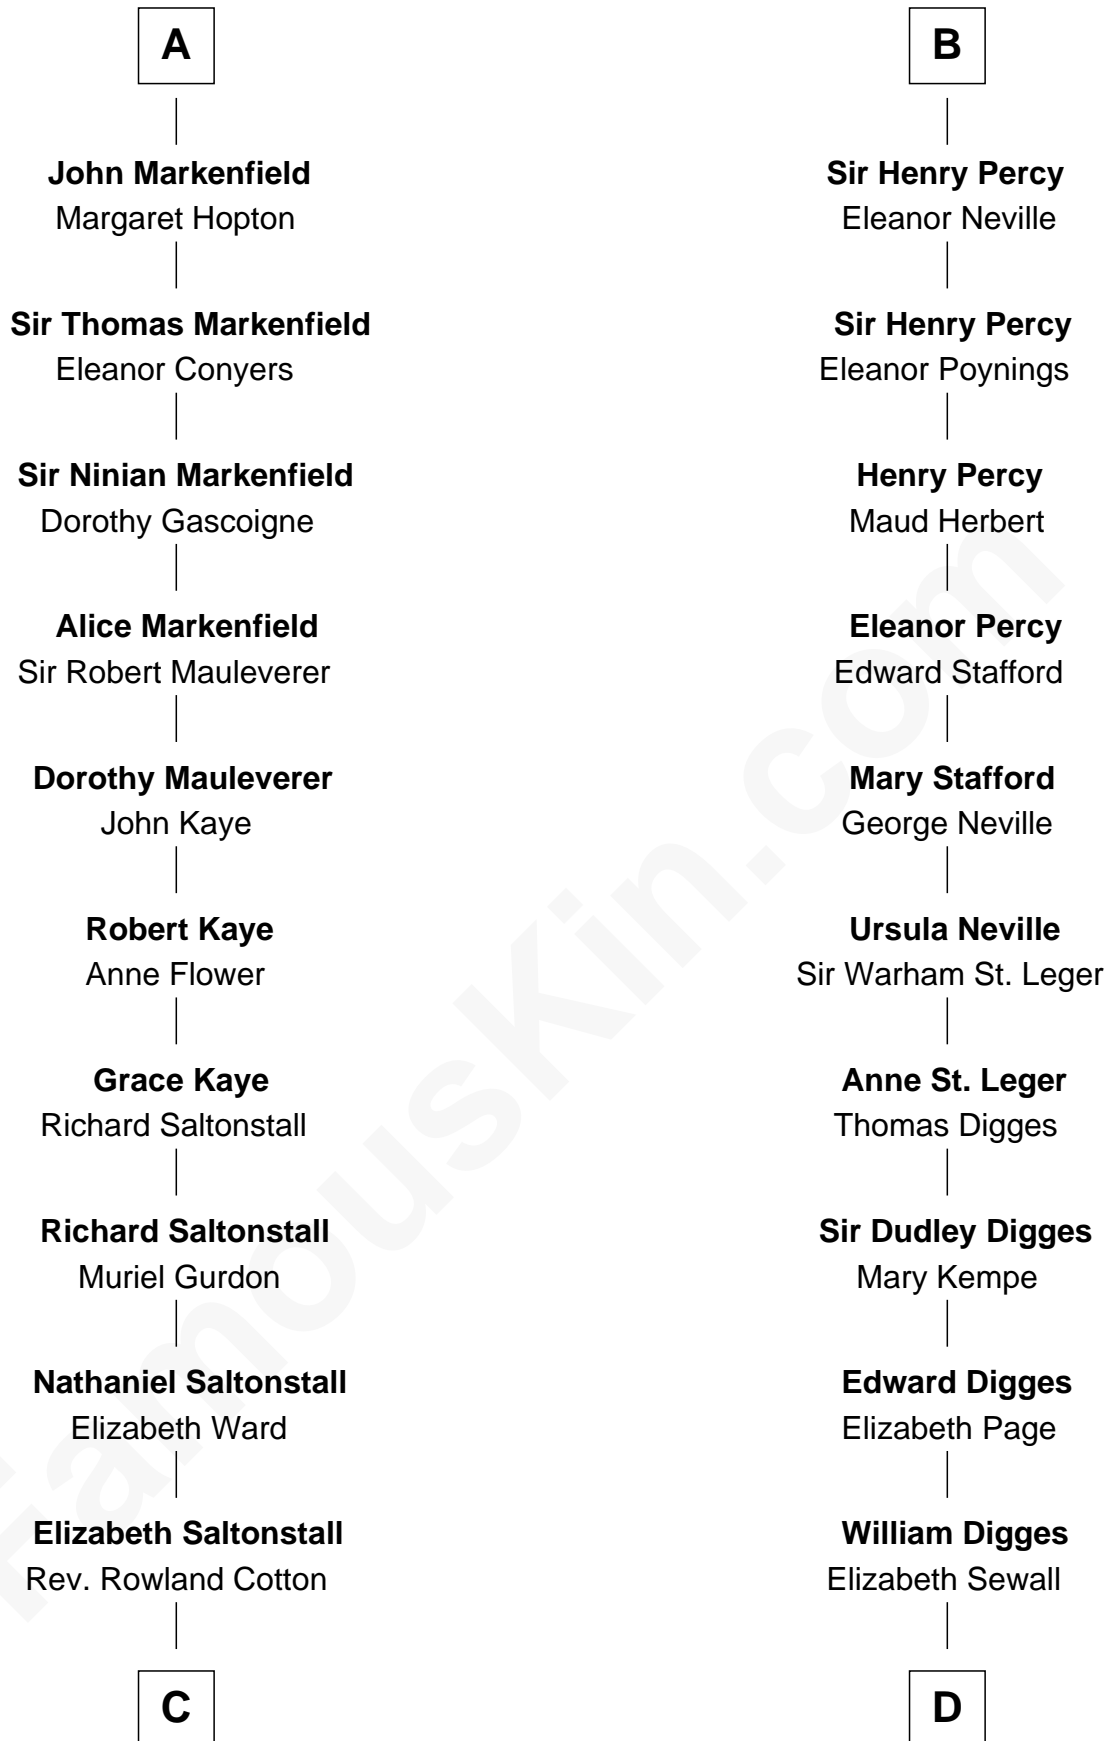 A
John Markenfield
Margaret Hopton
Sir Thomas Markenfield
Eleanor Conyers
Sir Ninian Markenfield
Dorothy Gascoigne
Alice Markenfield
Sir Robert Mauleverer
Dorothy Mauleverer
John Kaye
Robert Kaye
Anne Flower
Grace Kaye
Richard Saltonstall
Richard Saltonstall
Muriel Gurdon
Nathaniel Saltonstall
Elizabeth Ward
Elizabeth Saltonstall
Rev. Rowland Cotton
C
B
Sir Henry Percy
Eleanor Neville
Sir Henry Percy
Eleanor Poynings
Henry Percy
Maud Herbert
Eleanor Percy
Edward Stafford
Mary Stafford
George Neville
Ursula Neville
Sir Warham St. Leger
Anne St. Leger
Thomas Digges
Sir Dudley Digges
Mary Kempe
Edward Digges
Elizabeth Page
William Digges
Elizabeth Sewall
D
FamousKin.com